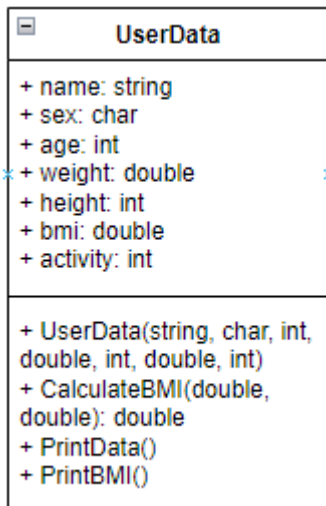 UserData
+ name: string
+ sex: char
+ age: int
+ weight: double
+ height: int
+ bmi: double
+ activity: int
+ UserData(string, char, int,
double, int, double, int)
+ CalculateBMI(double,
double): double
+ PrintData()
+ PrintBMI()